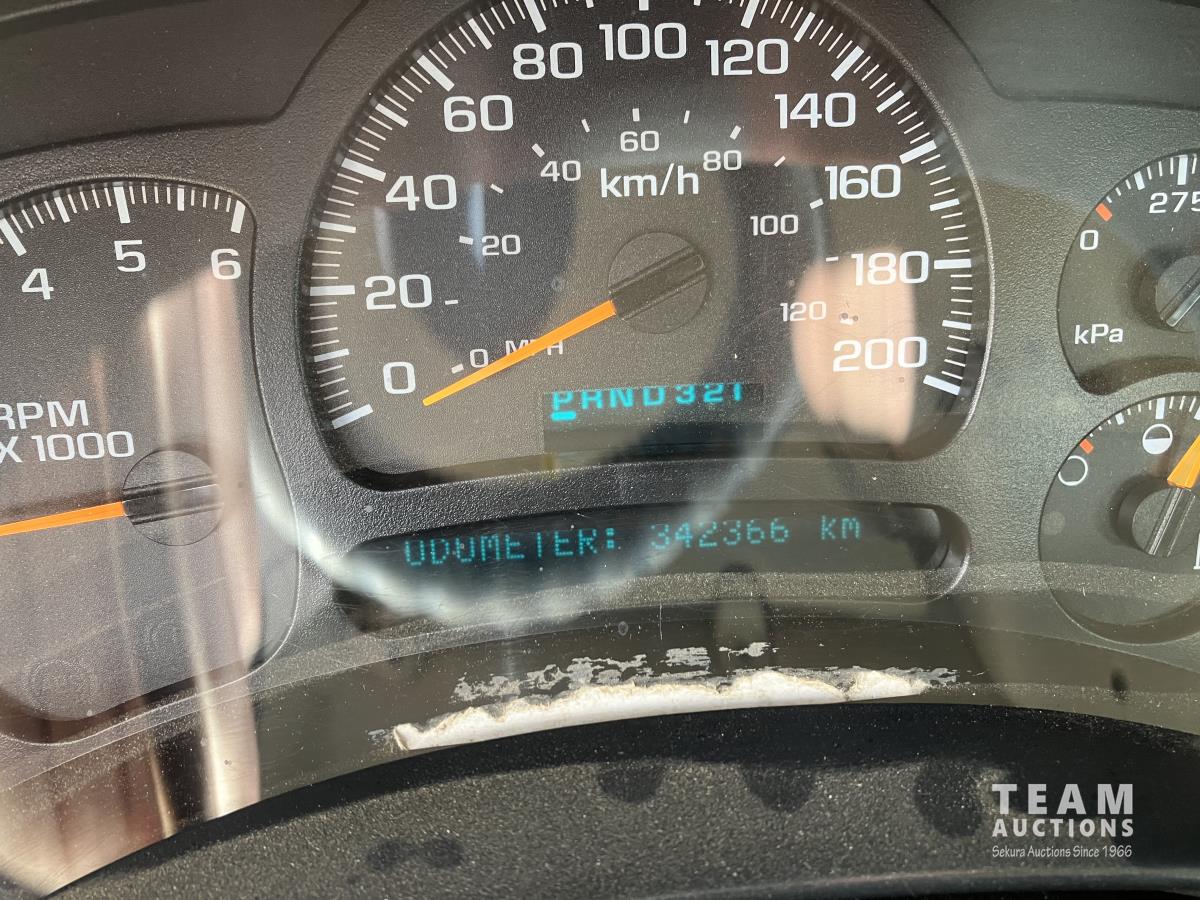 80 100 120
60 140
40 60 80
km/h
40 160
20 100
4 5 6
20 180
120
0 MPH
0 200
PRND321
RPM
X 1000
ODOMETER: 342366 KM
0 275
kPa
TEAM
AUCTIONS
Sekura Auctions Since 1966